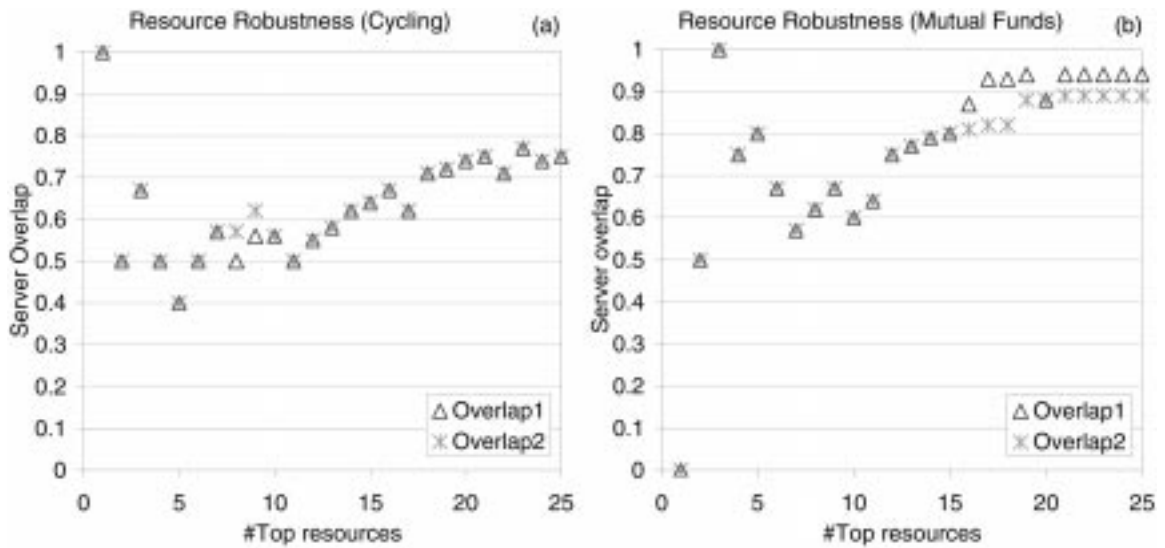 Resource Robustness (Cycling) (a)
1
0.9
0.8
0.7
0.6
0.5
0.4
0.3
0.2
0.1
0
Server Overlap
0 5 10 15 20 25
#Top resources
△ Overlap1
Overlap2
Resource Robustness (Mutual Funds) (b)
1
0.9
0.8
0.7
0.6
0.5
0.4
0.3
0.2
0.1
0
Server overlap
0 5 10 15 20 25
#Top resources
△ Overlap1
Overlap2